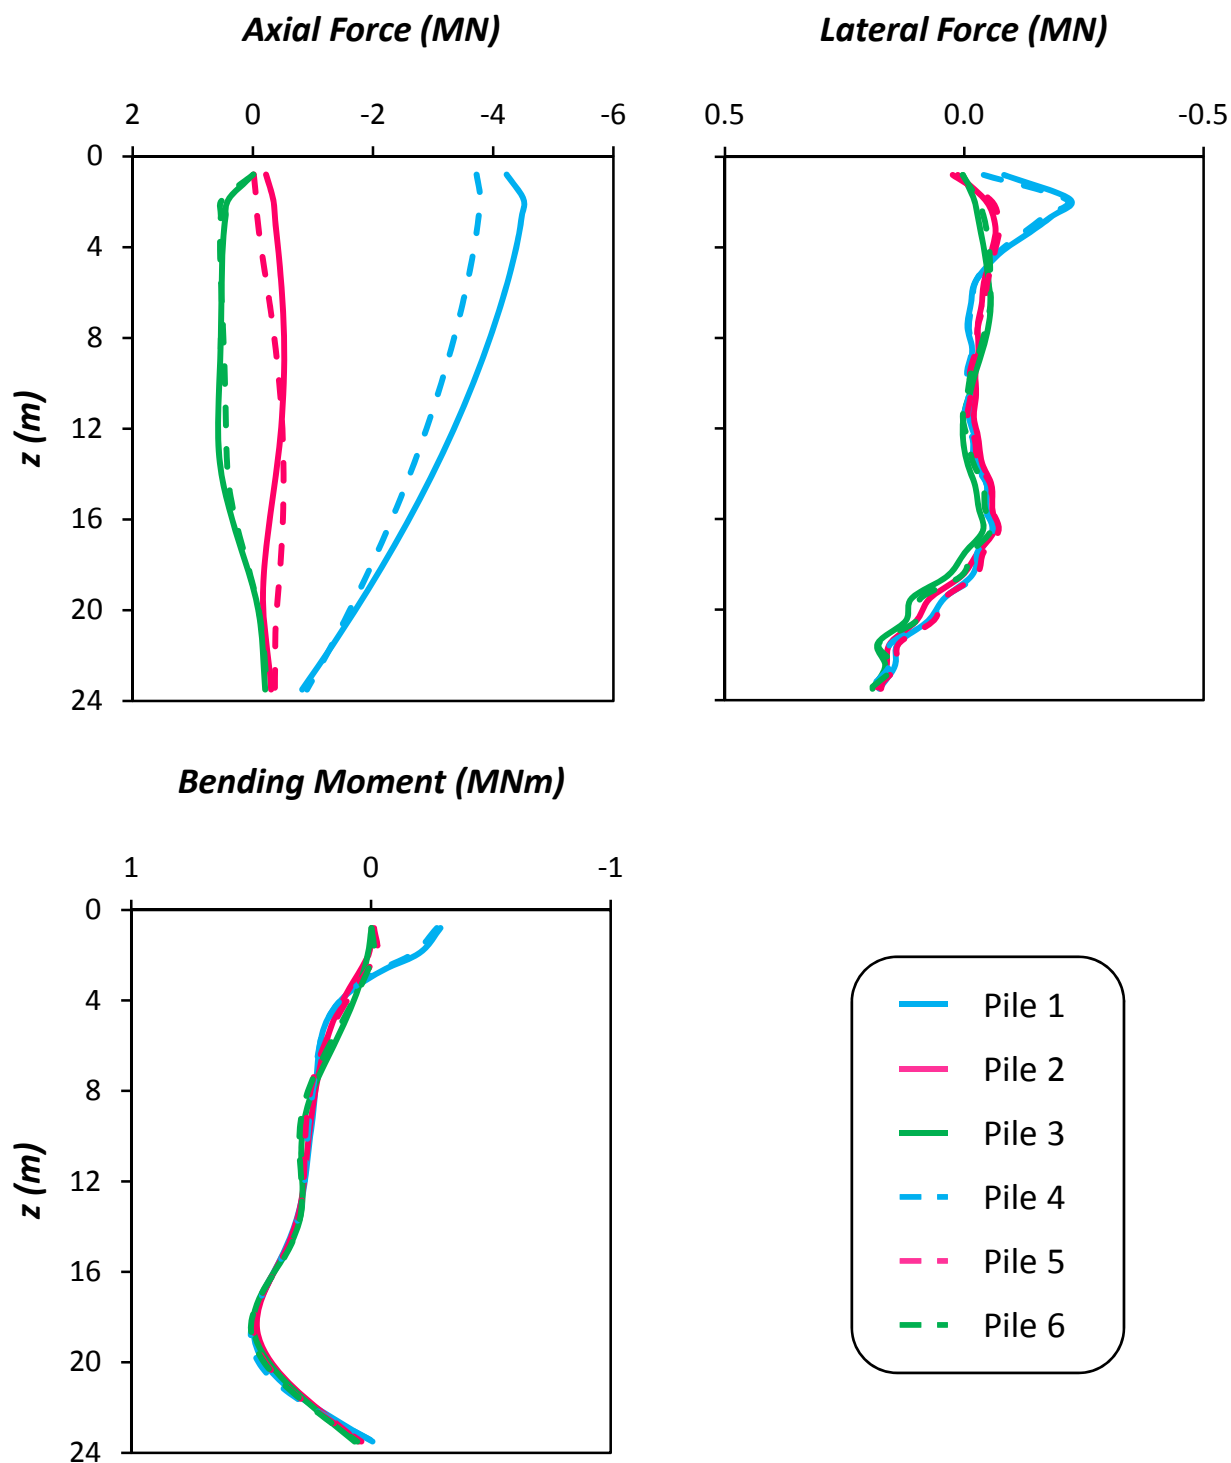 Axial Force (MN)
2 0 -2 -4 -6
0
4
8
12
16
20
24
z (m)
Lateral Force (MN)
0.5 0.0 -0.5
Bending Moment (MNm)
1 0 -1
0
4
8
12
16
20
24
z (m)
Pile 1
Pile 2
Pile 3
Pile 4
Pile 5
Pile 6